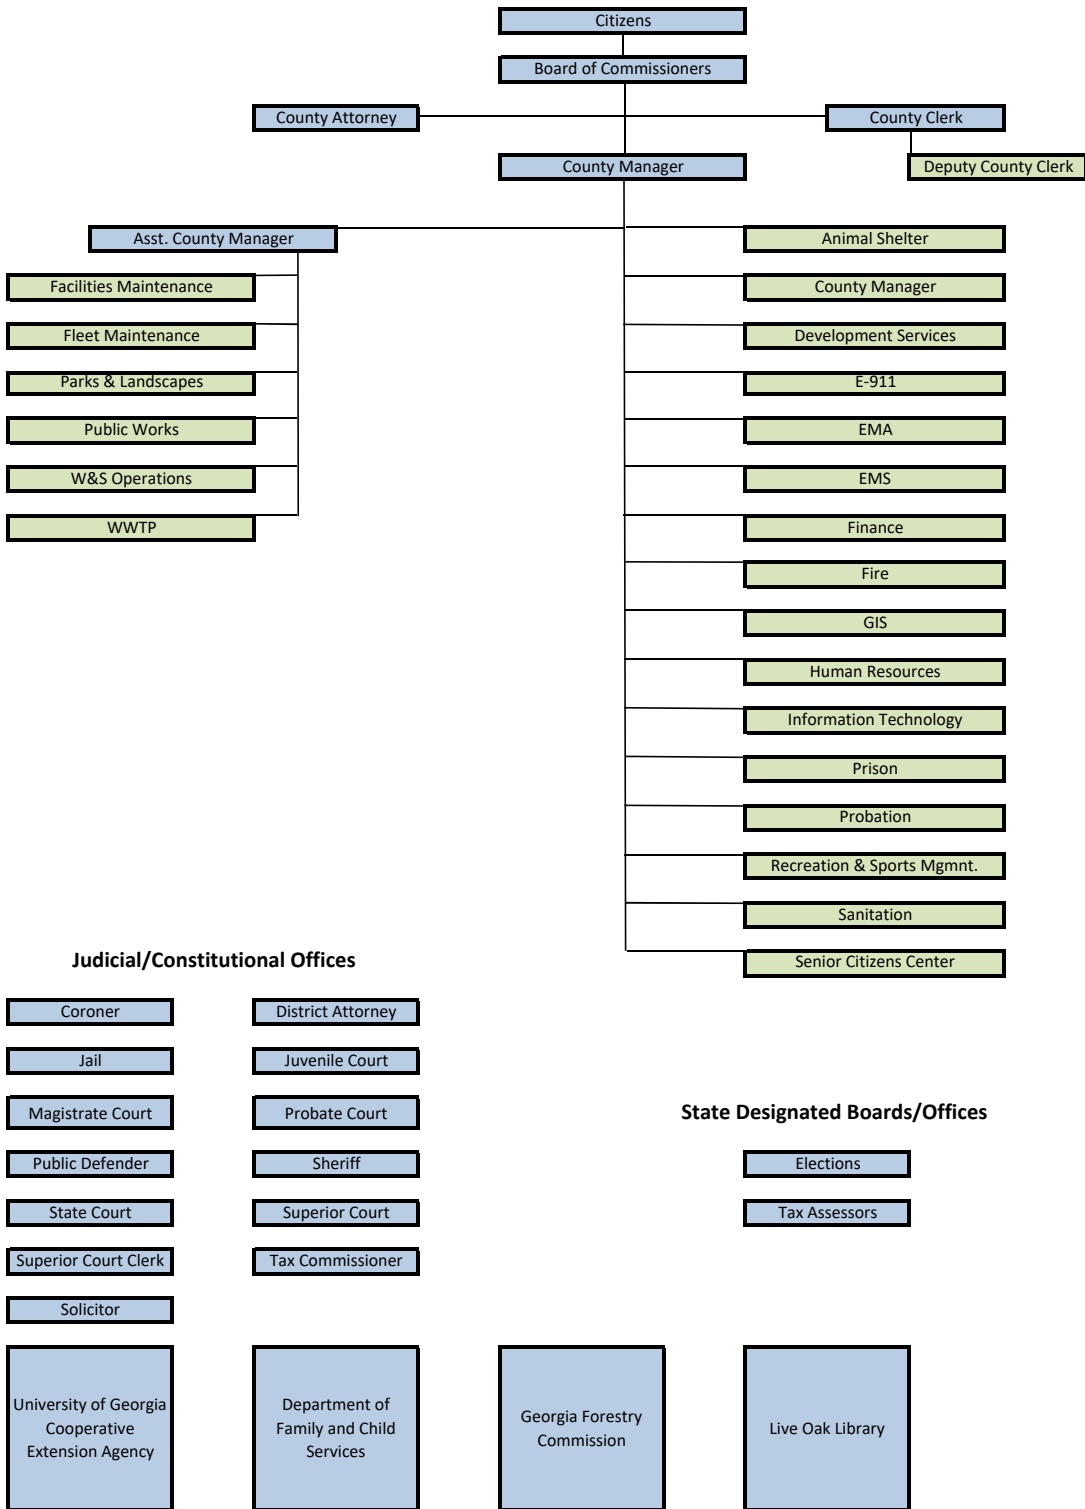 Citizens
Board of Commissioners
County Attorney
County Clerk
County Manager
Deputy County Clerk
Asst. County Manager
Animal Shelter
Facilities Maintenance
County Manager
Fleet Maintenance
Development Services
Parks & Landscapes
E-911
Public Works
EMA
W&S Operations
EMS
WWTP
Finance
Fire
GIS
Human Resources
Information Technology
Prison
Probation
Recreation & Sports Mgmnt.
Sanitation
Senior Citizens Center
Judicial/Constitutional Offices
Coroner
District Attorney
Jail
Juvenile Court
Magistrate Court
Probate Court
Public Defender
Sheriff
State Court
Superior Court
Superior Court Clerk
Tax Commissioner
Solicitor
State Designated Boards/Offices
Elections
Tax Assessors
University of Georgia
Cooperative
Extension Agency
Department of
Family and Child
Services
Georgia Forestry
Commission
Live Oak Library